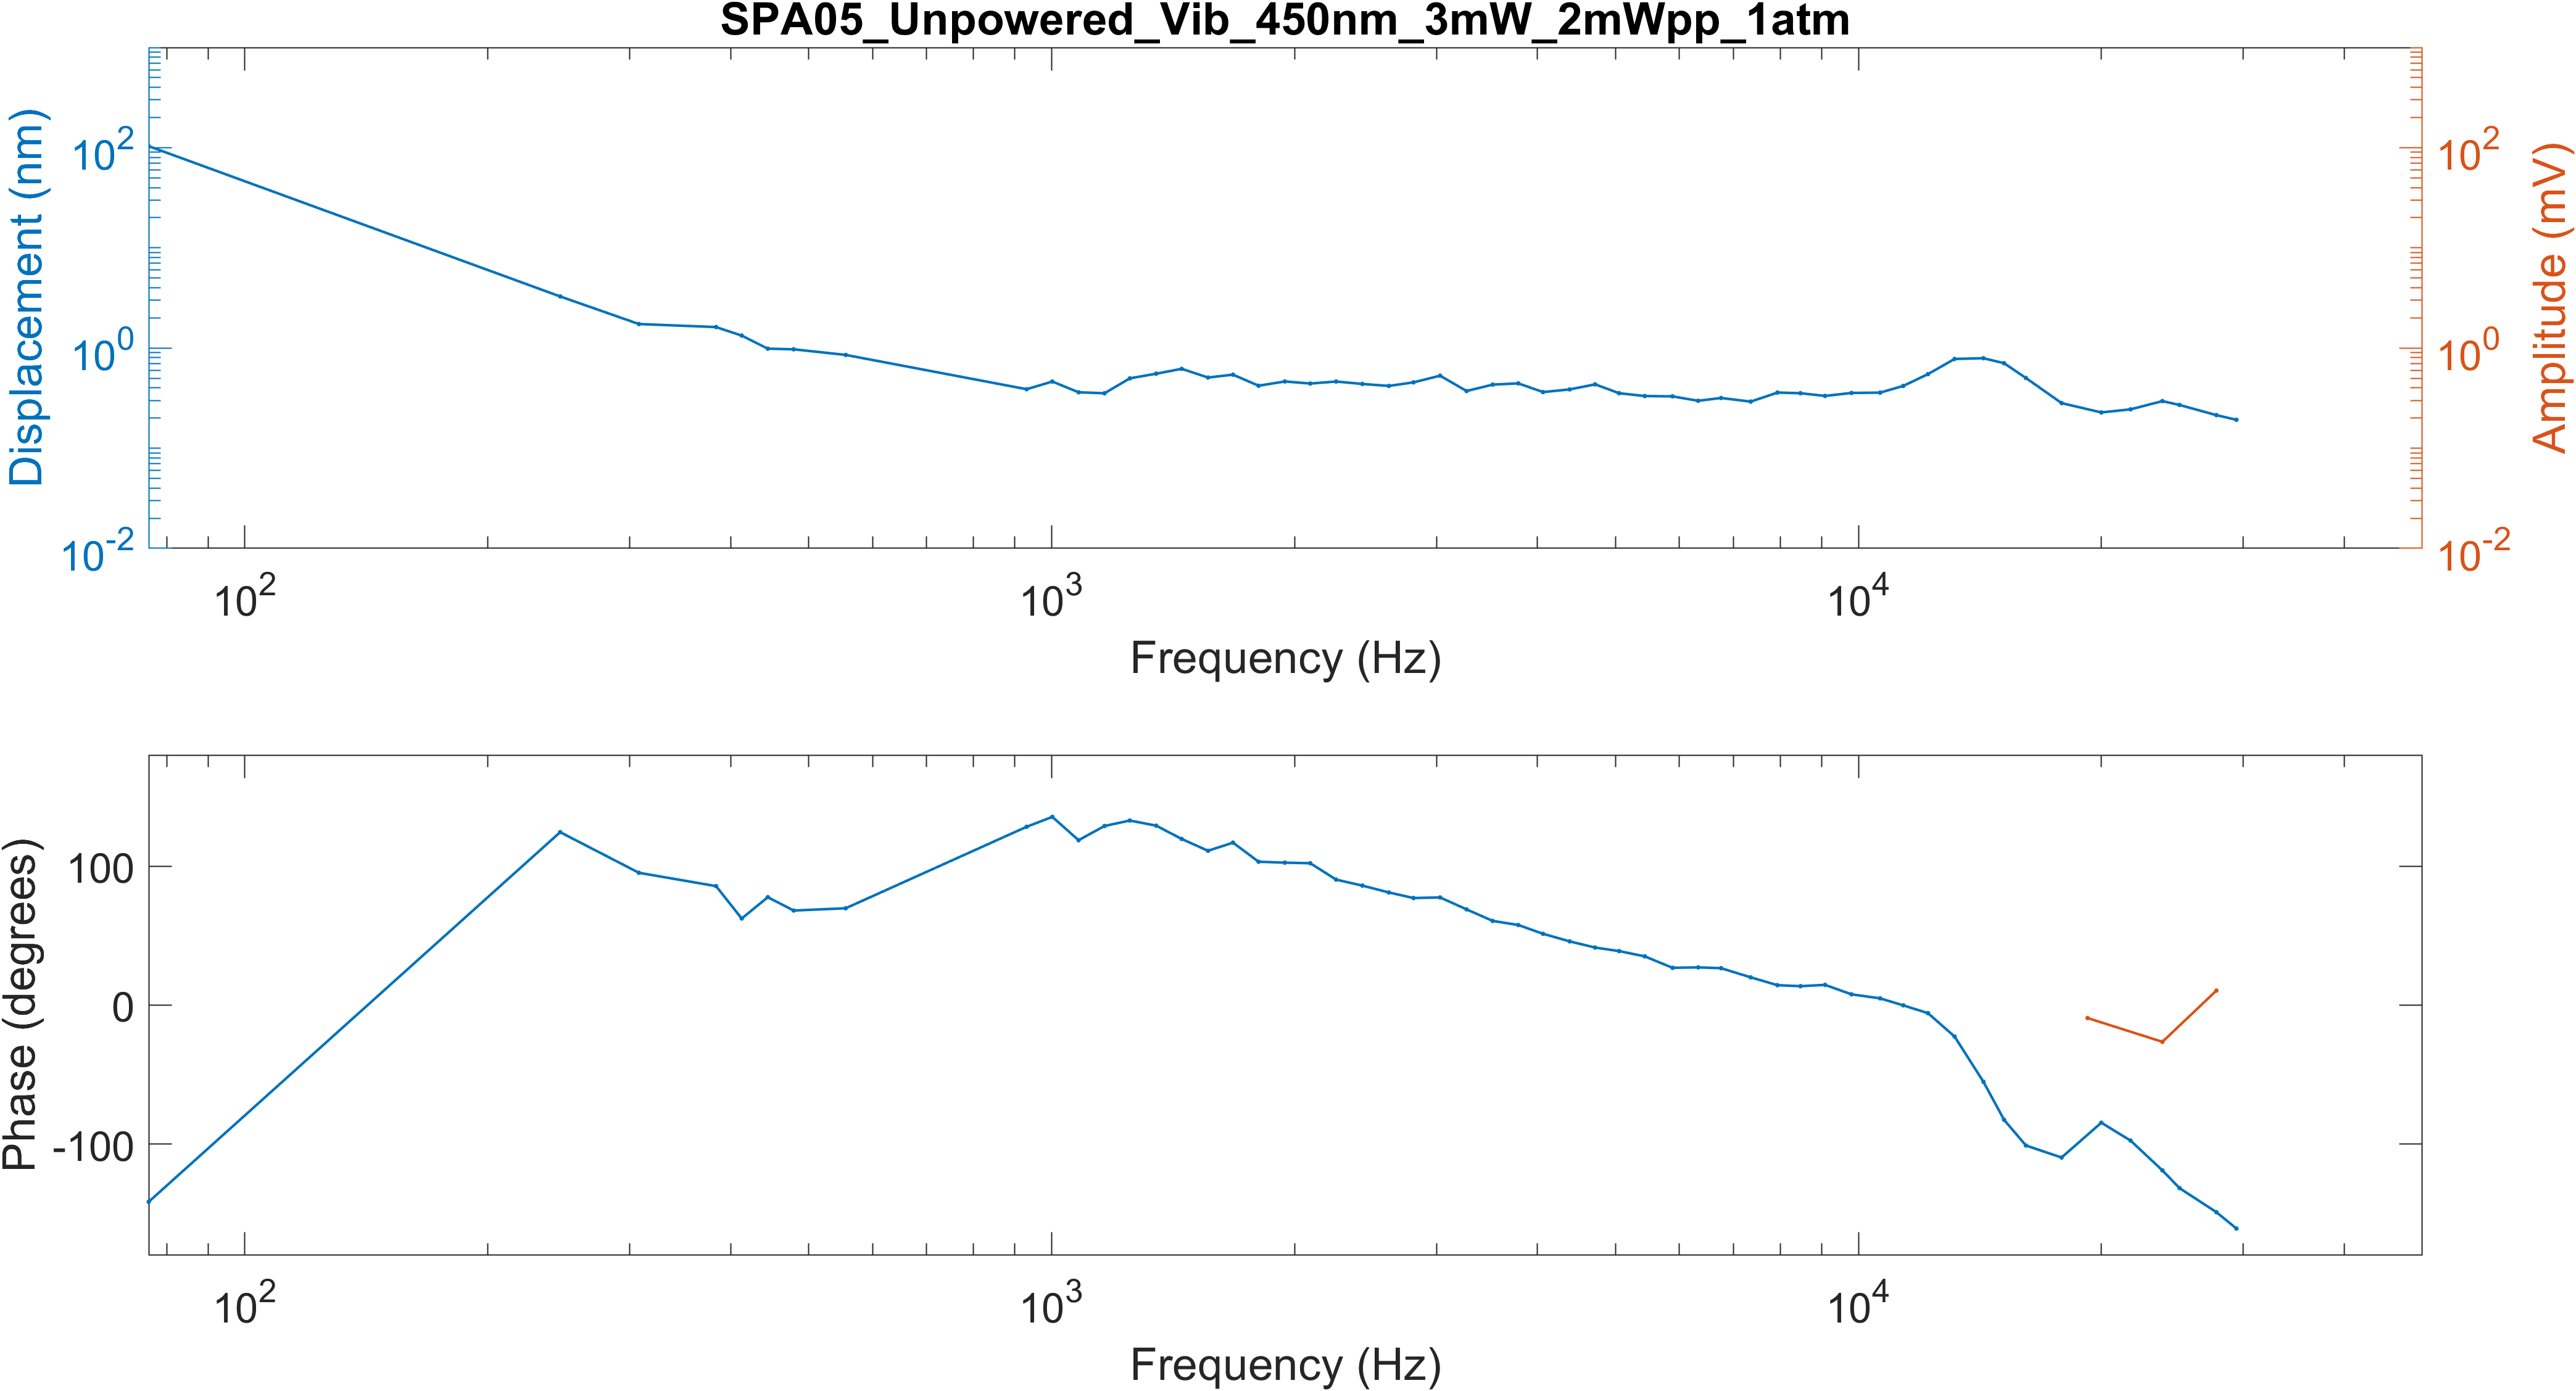 SPA05_Unpowered_Vib_450nm_3mW_2mWpp_1atm
Displacement (nm)
10^2
10^0
10^-2
Amplitude (mV)
10^2
10^0
10^-2
10^2 10^3 10^4
Frequency (Hz)
Phase (degrees)
100
0
-100
10^2 10^3 10^4
Frequency (Hz)